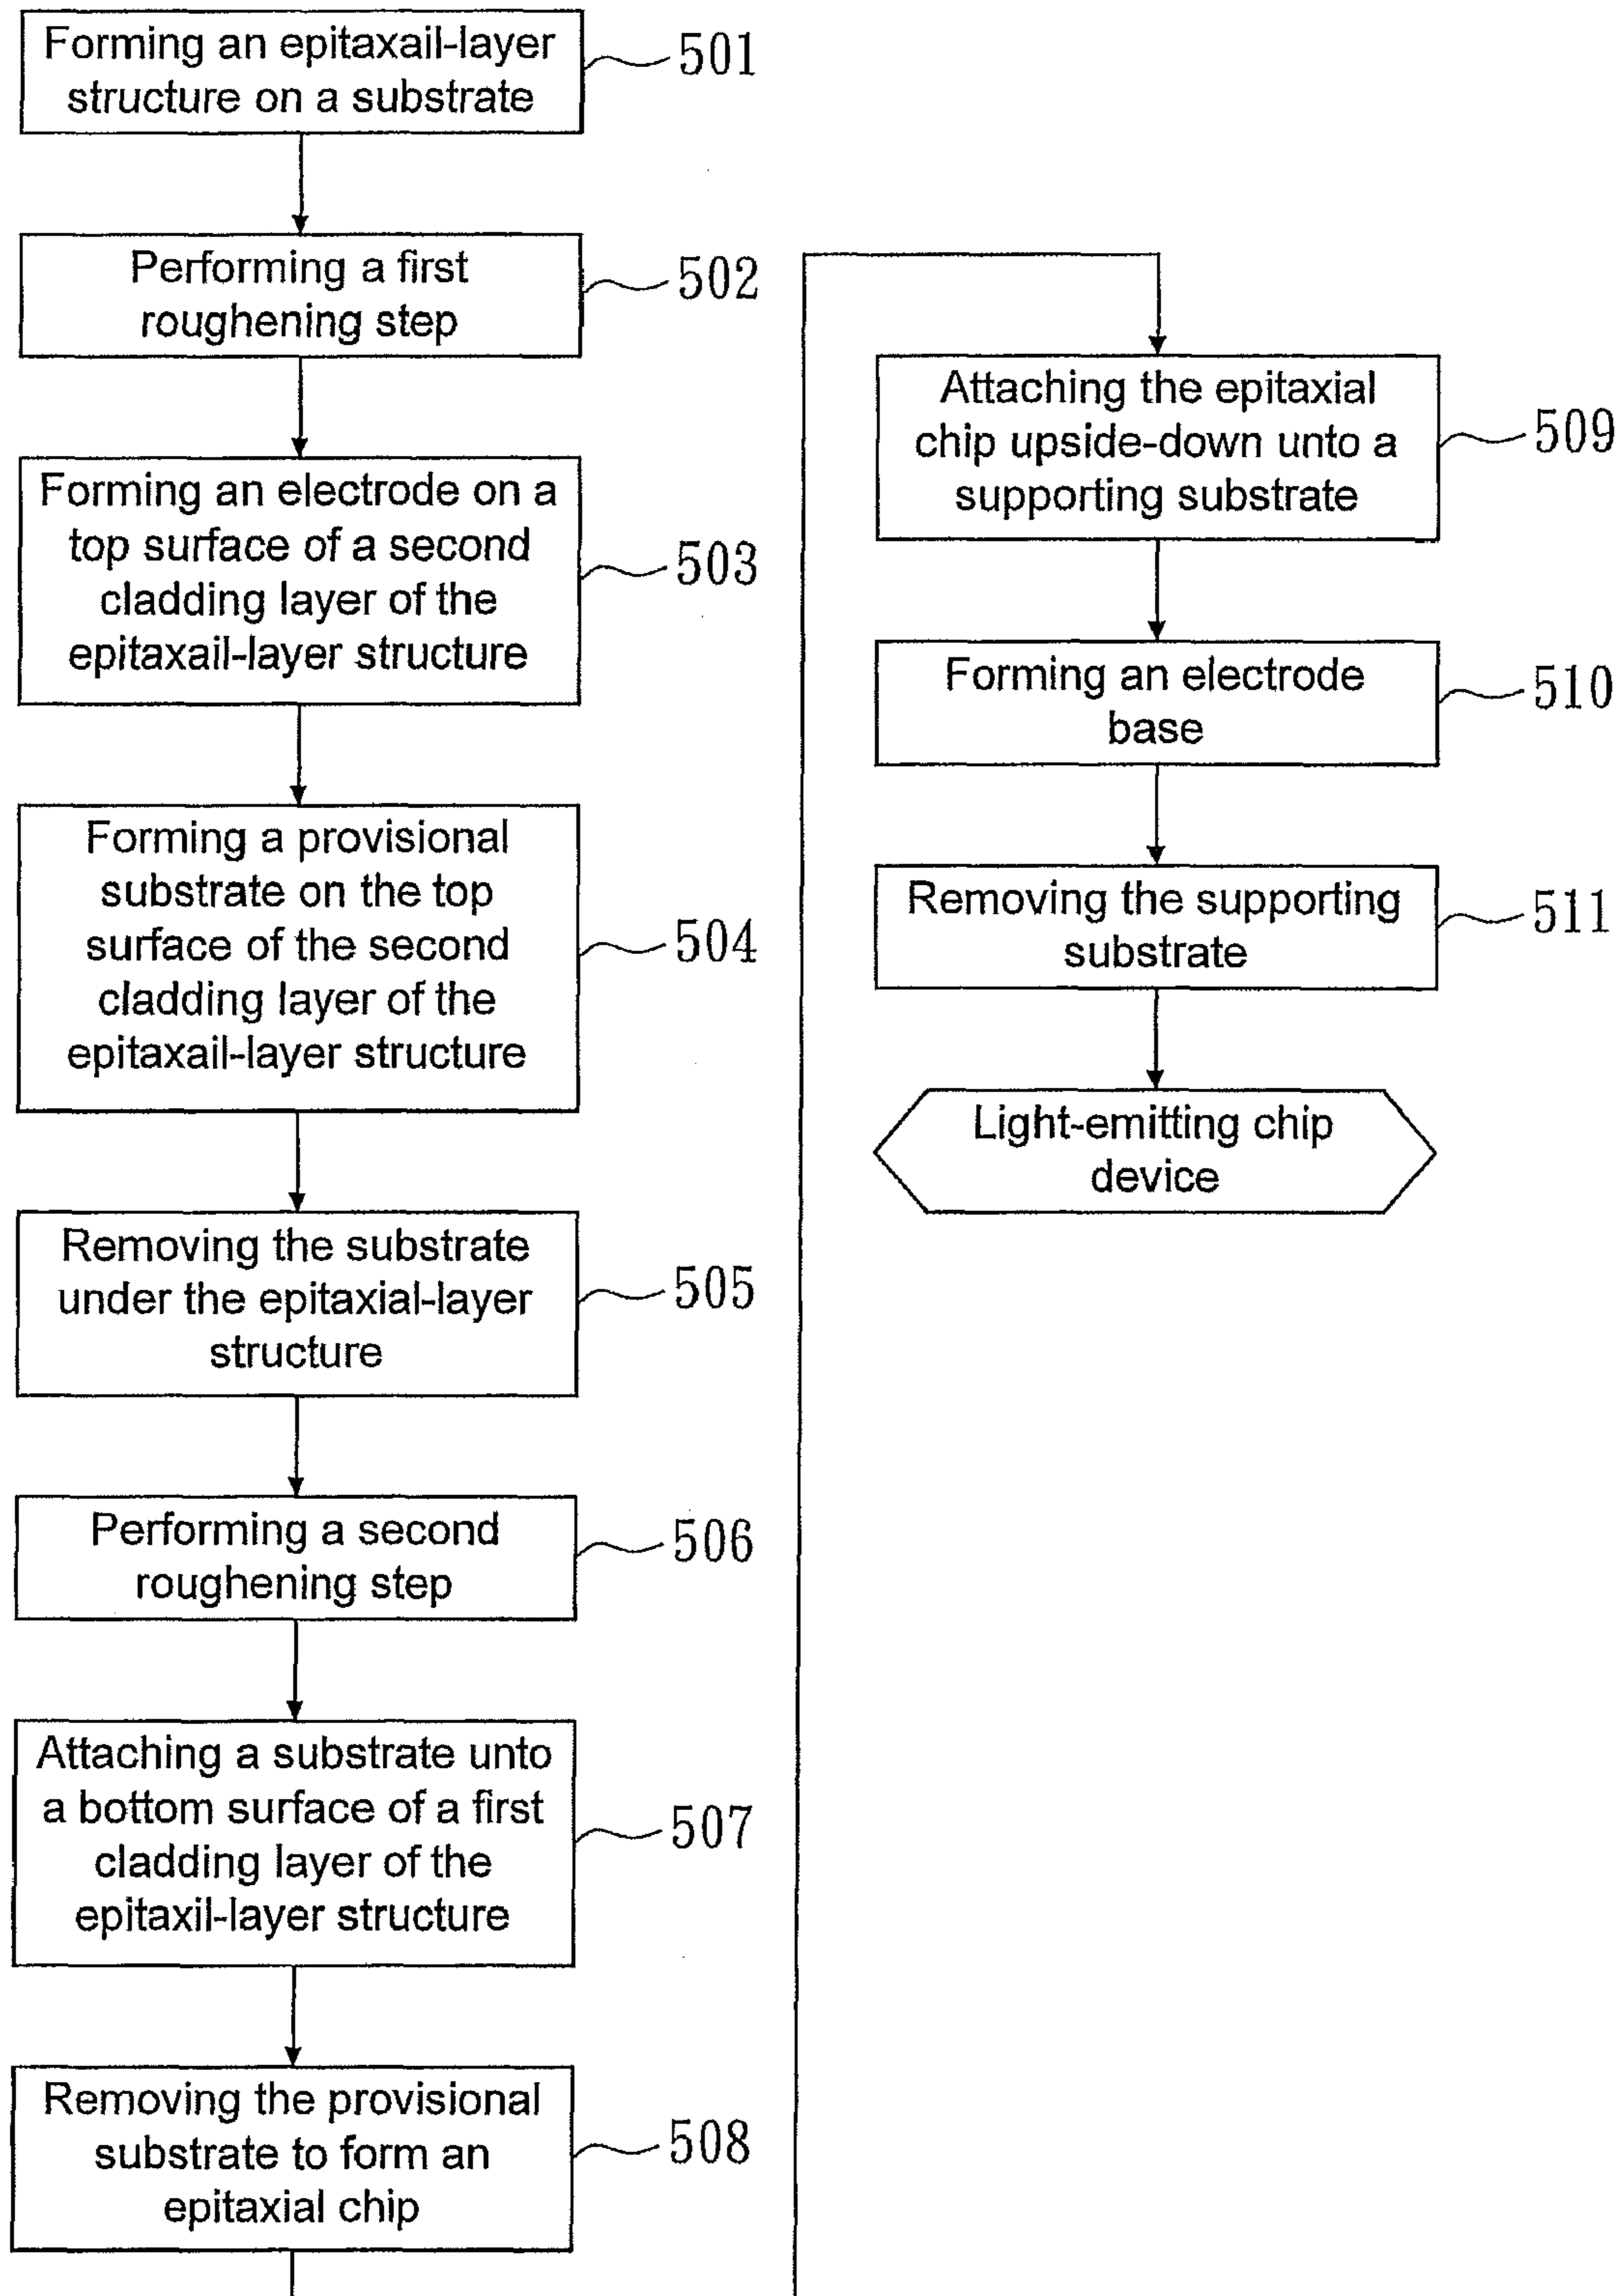 Forming an epitaxail-layer
structure on a substrate
501
Performing a first
roughening step
502
Forming an electrode on a
top surface of a second
cladding layer of the
epitaxail-layer structure
503
Forming a provisional
substrate on the top
surface of the second
cladding layer of the
epitaxail-layer structure
504
Removing the substrate
under the epitaxial-layer
structure
505
Performing a second
roughening step
506
Attaching a substrate unto
a bottom surface of a first
cladding layer of the
epitaxil-layer structure
507
Removing the provisional
substrate to form an
epitaxial chip
508
Attaching the epitaxial
chip upside-down unto a
supporting substrate
509
Forming an electrode
base
510
Removing the supporting
substrate
511
Light-emitting chip
device